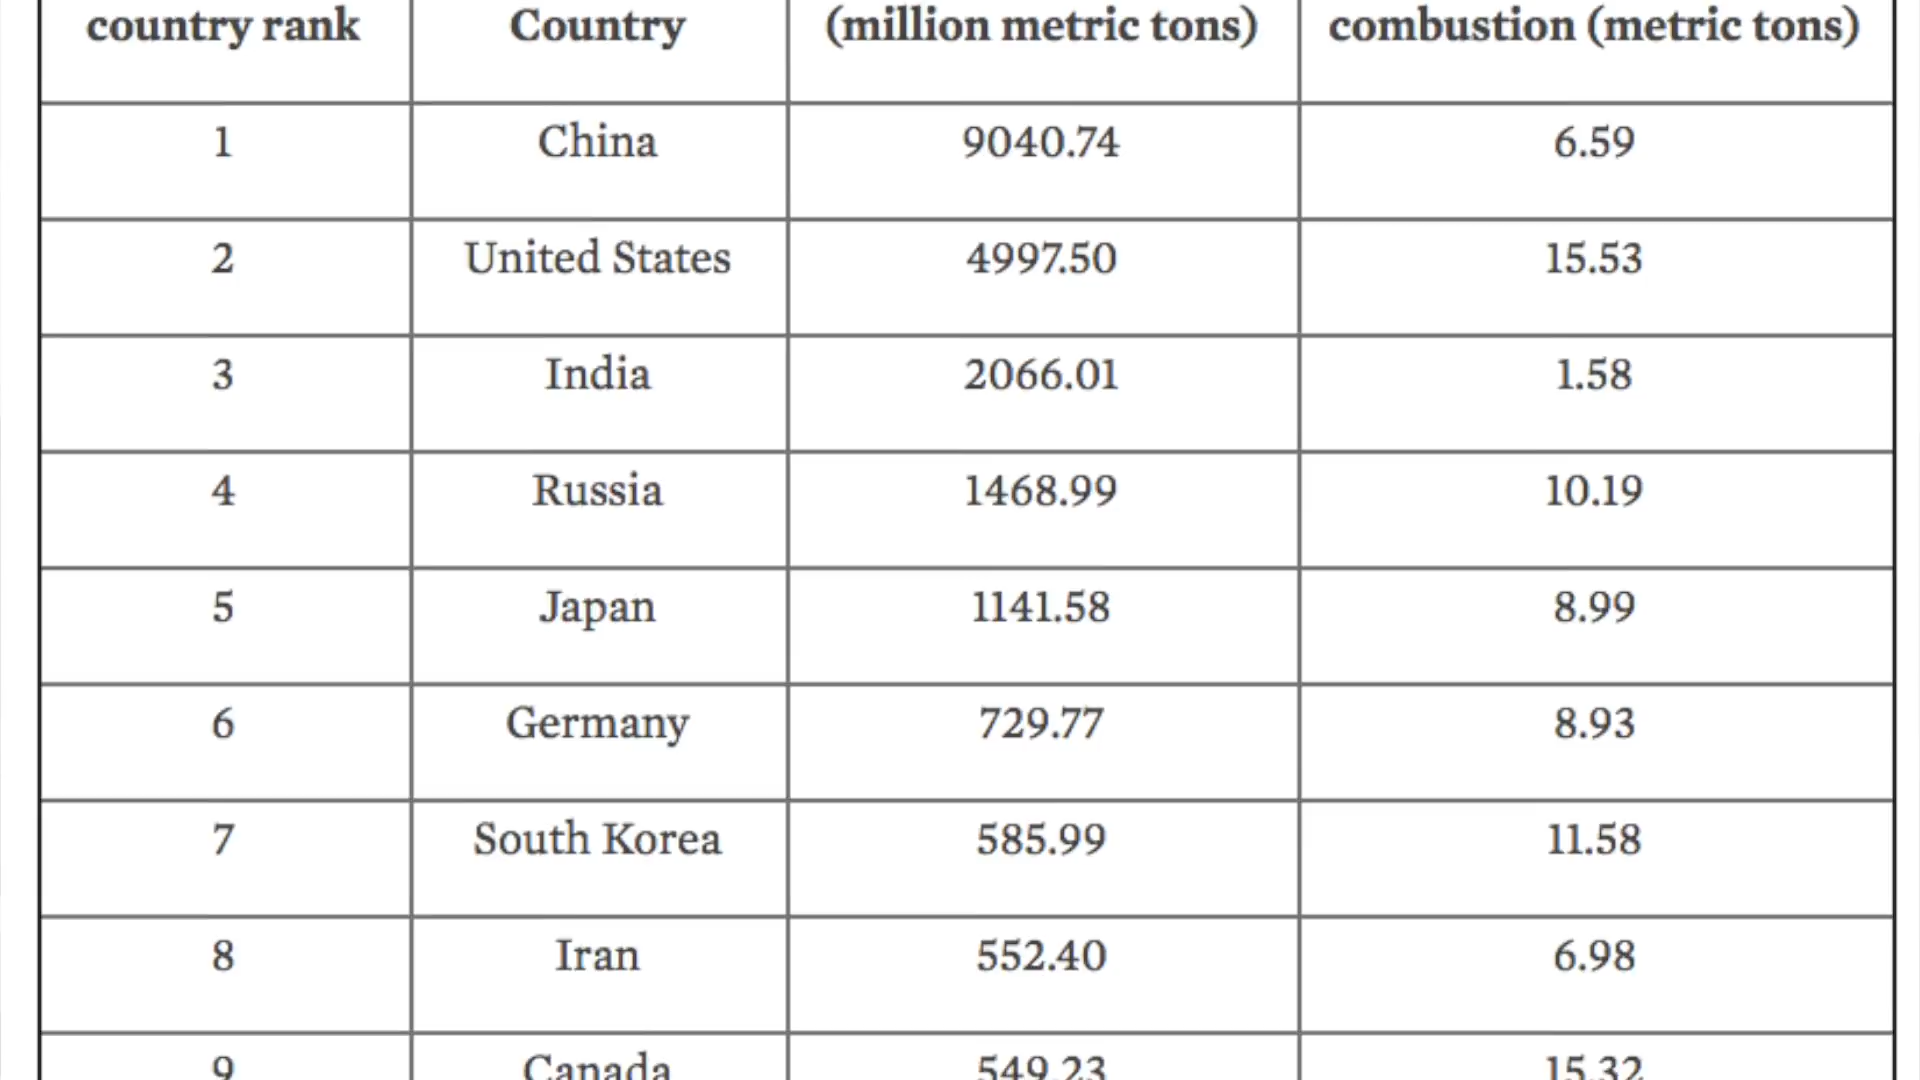 country rank Country (million metric tons) combustion (metric tons)
1 China 9040.74 6.59
2 United States 4997.50 15.53
3 India 2066.01 1.58
4 Russia 1468.99 10.19
5 Japan 1141.58 8.99
6 Germany 729.77 8.93
7 South Korea 585.99 11.58
8 Iran 552.40 6.98
9 Canada 549.23 15.32